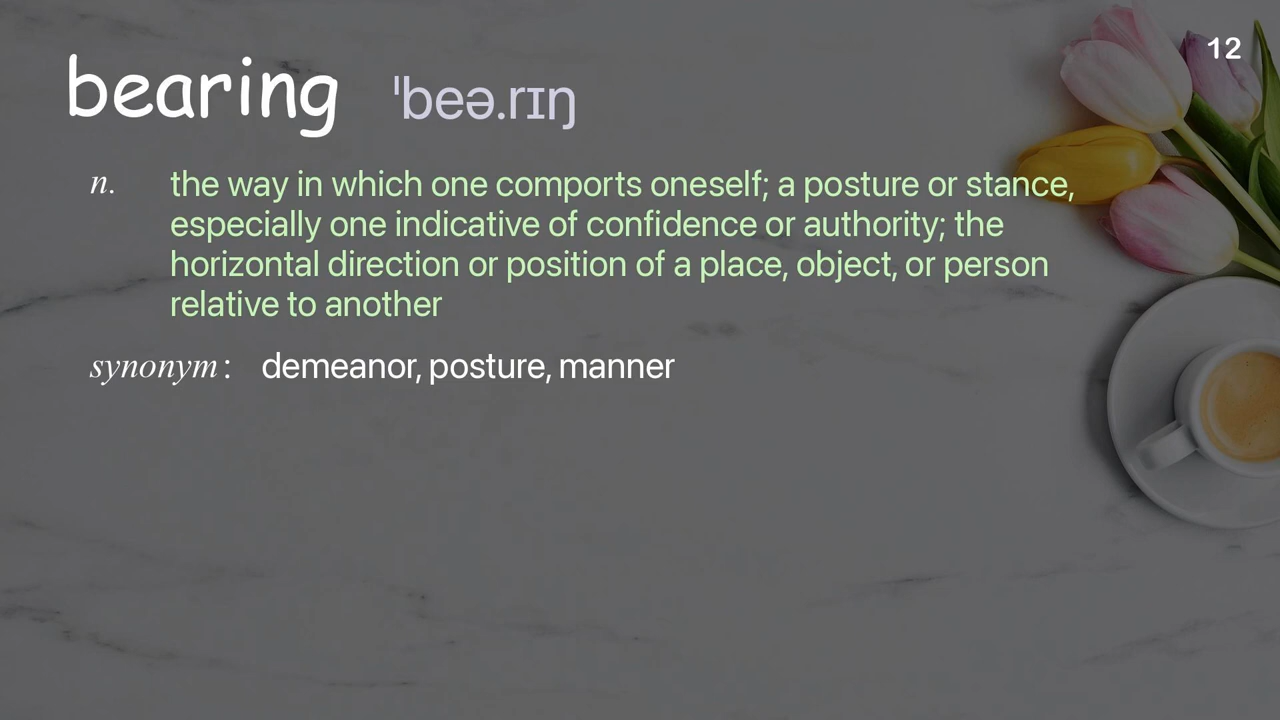 12
bearing ˈbeə.rɪŋ
n. the way in which one comports oneself; a posture or stance,
especially one indicative of confidence or authority; the
horizontal direction or position of a place, object, or person
relative to another
synonym: demeanor, posture, manner